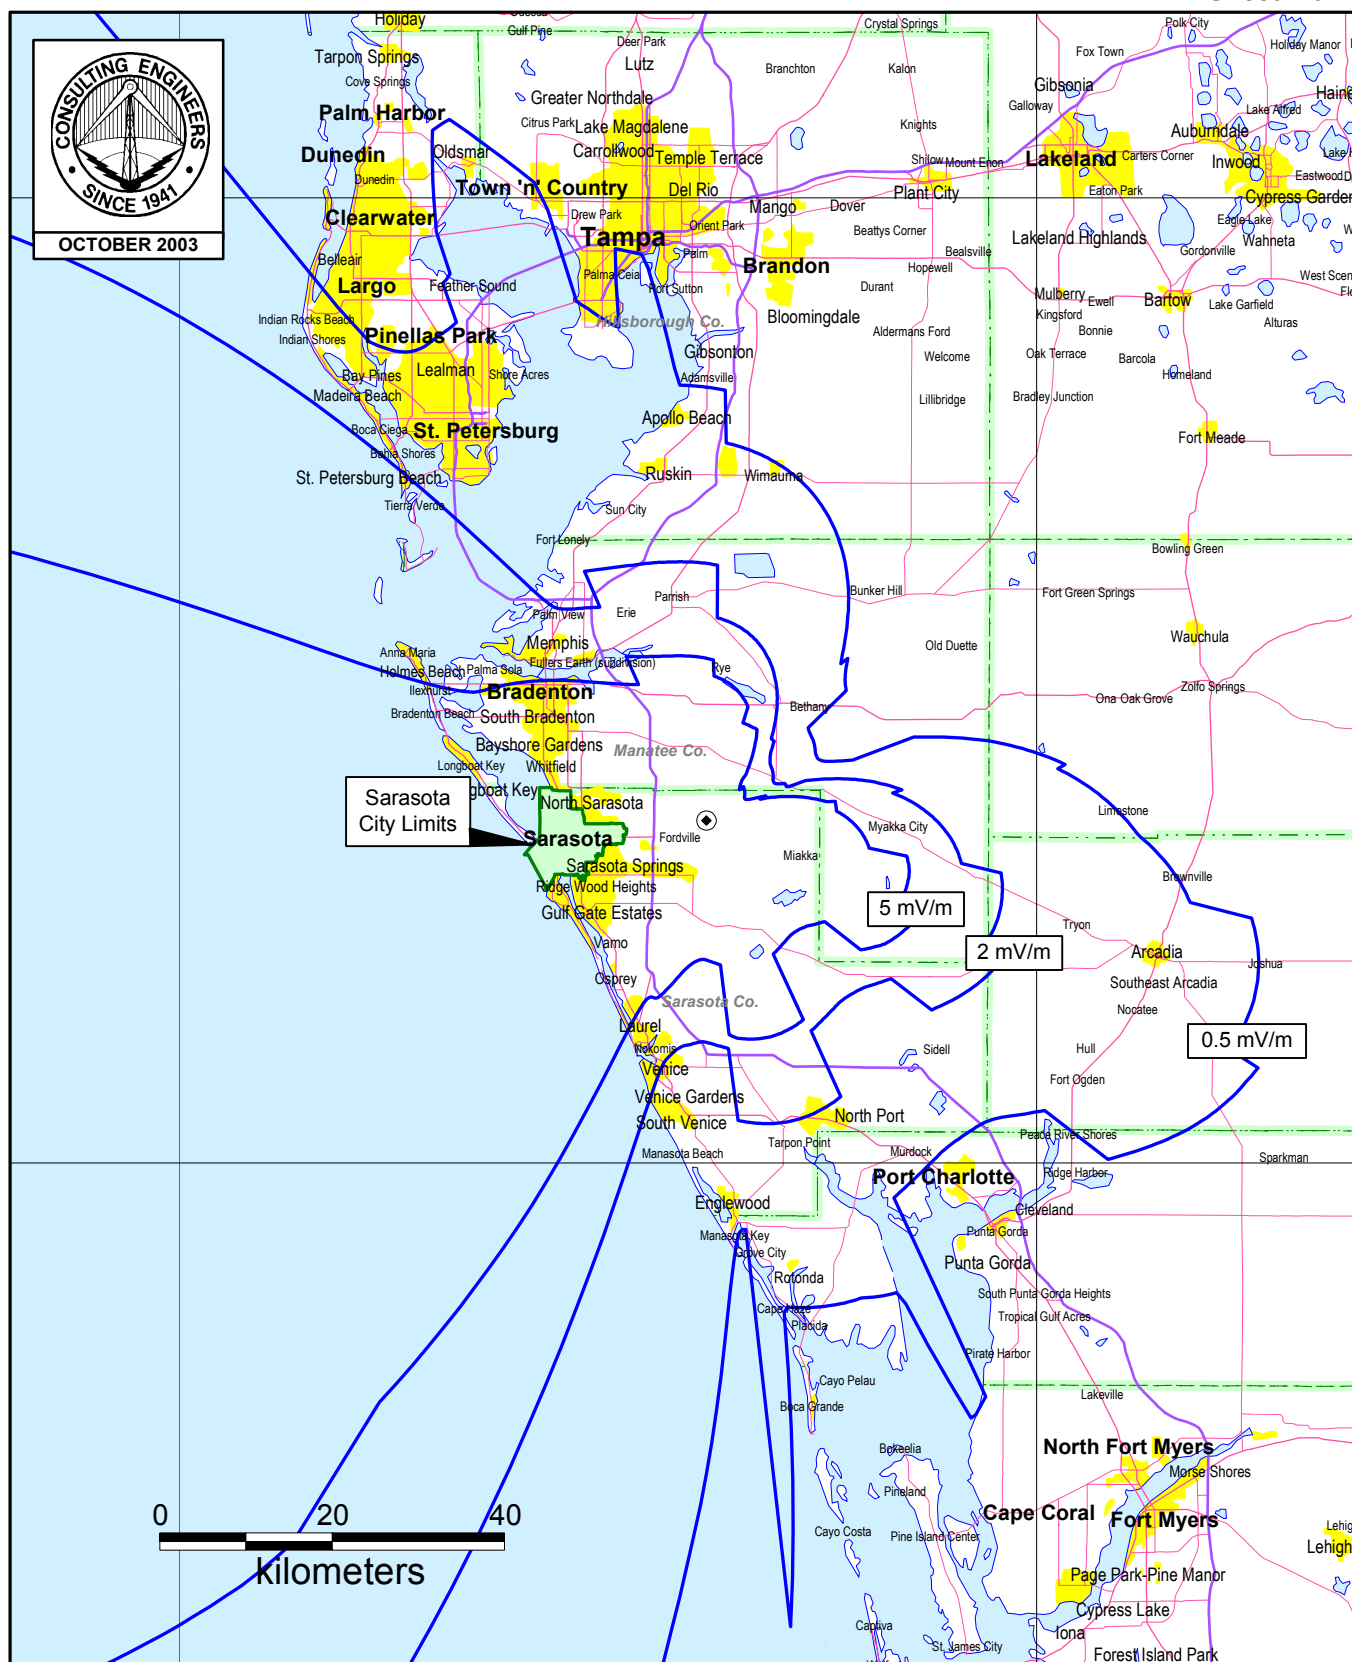 Holiday
Gulf Pine
Crystal Springs
Polk City
Deer Park
Fox Town
Holiday Manor
Tarpon Springs
Lutz
Branchton
Kalon
Cove Springs
Gibsonia
Greater Northdale
Galloway
Lake Alfred
CONSULTING ENGINEERS
SINCE 1941
OCTOBER 2003
Palm Harbor
Citrus Park
Lake Magdalene
Knights
Auburndale
Dunedin
Oldsmar
Carrollwood
Temple Terrace
Shilow
Mount Enon
Lakeland
Carters Corner
Inwood
Dunedin
Town 'n' Country
Del Rio
Plant City
Eaton Park
Eastwood
Cypress Garden
Clearwater
Drew Park
Mango
Dover
Orient Park
Eagle Lake
Tampa
Beattys Corner
Lakeland Highlands
Wahneta
Belleair
Palm
Bealsville
Gordonville
Brandon
Hopewell
Palma Ceia
West Scen
Largo
Feather Sound
Port Sutton
Durant
Mulberry
Ewell
Bartow
Lake Garfield
Indian Rocks Beach
Hillsborough Co.
Bloomingdale
Kingsford
Alturas
Indian Shores
Pinellas Park
Aldermans Ford
Bonnie
Gibsonton
Welcome
Oak Terrace
Barcola
Bay Pines
Lealman
Shore Acres
Adamsville
Homeland
Madeira Beach
Lillibridge
Bradley Junction
Boca Ciega
St. Petersburg
Apollo Beach
Fort Meade
Bahia Shores
St. Petersburg Beach
Ruskin
Wimauma
Tierra Verde
Sun City
Fort Lonely
Bowling Green
Parrish
Bunker Hill
Fort Green Springs
Palm View
Erie
Memphis
Old Duette
Wauchula
Anna Maria
Fullers Earth (subdivision)
Holmes Beach
Palma Sola
Rye
Ilexhurst
Bradenton
Zolfo Springs
Bradenton Beach
South Bradenton
Bethany
Ona
Oak Grove
Bayshore Gardens
Manatee Co.
Longboat Key
Whitfield
gboat Key
North Sarasota
Sarasota
City Limits
Sarasota
Fordville
Myakka City
Limestone
Sarasota Springs
Miakka
Brownville
Ridge Wood Heights
Gulf Gate Estates
5 mV/m
Tryon
Vamo
2 mV/m
Arcadia
Joshua
Osprey
Southeast Arcadia
Sarasota Co.
Nocatee
Laurel
0.5 mV/m
Nokomis
Sidell
Hull
Venice
Fort Ogden
Venice Gardens
South Venice
North Port
Peace River Shores
Tarpon Point
Manasota Beach
Murdock
Sparkman
Port Charlotte
Ridge Harbor
Englewood
Cleveland
Manasota Key
Punta Gorda
Grove City
Punta Gorda
Rotonda
South Punta Gorda Heights
Cape Haze
Tropical Gulf Acres
Placida
Pirate Harbor
Cayo Pelau
Lakeville
Boca Grande
Bokeelia
North Fort Myers
Morse Shores
Pineland
0 20 40
kilometers
Cayo Costa
Pine Island Center
Cape Coral
Fort Myers
Lehigh
Page Park-Pine Manor
Cypress Lake
Captiva
Iona
St. James City
Forest Island Park